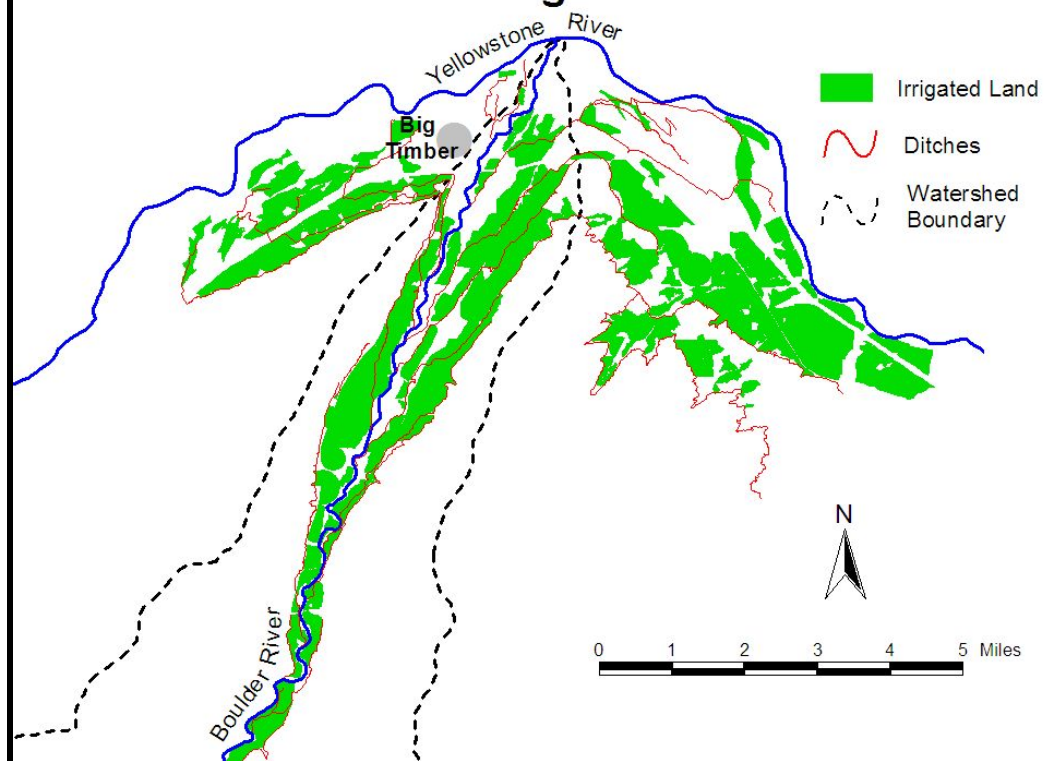 Yellowstone River
Big
Timber
Irrigated Land
Ditches
Watershed
Boundary
N
0 1 2 3 4 5 Miles
Boulder River